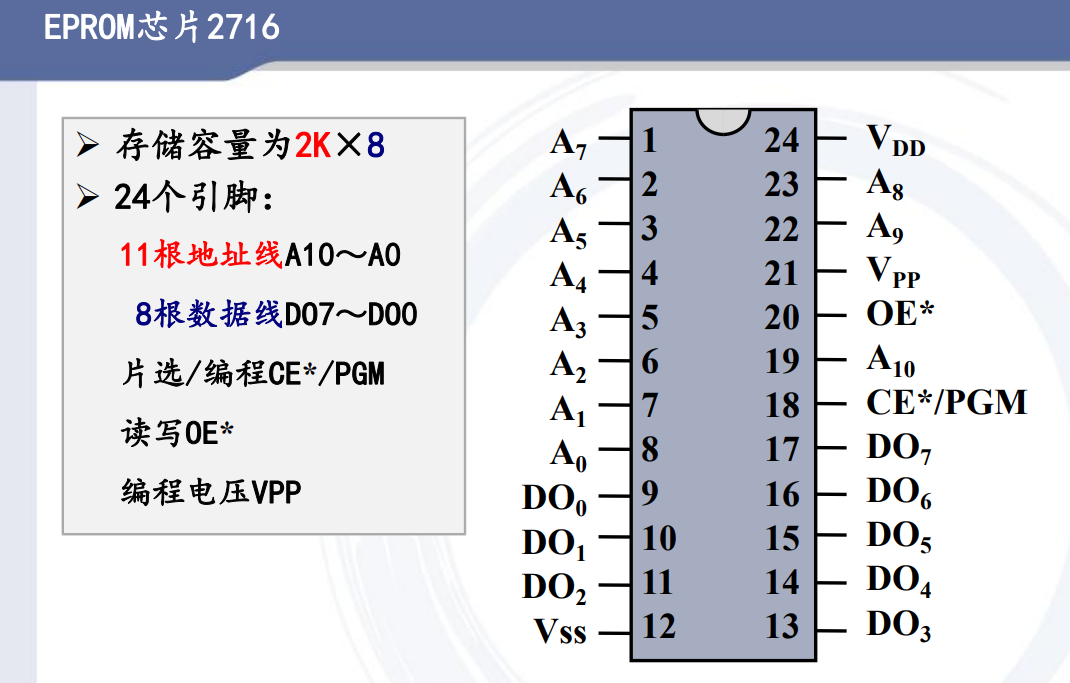 EPROM芯片2716
➢ 存储容量为2K×8
➢ 24个引脚：
11根地址线A10～A0
8根数据线DO7～DO0
片选/编程CE*/PGM
读写OE*
编程电压VPP
A7 1 24 VDD
A6 2 23 A8
A5 3 22 A9
A4 4 21 VPP
A3 5 20 OE*
A2 6 19 A10
A1 7 18 CE*/PGM
A0 8 17 DO7
DO0 9 16 DO6
DO1 10 15 DO5
DO2 11 14 DO4
Vss 12 13 DO3